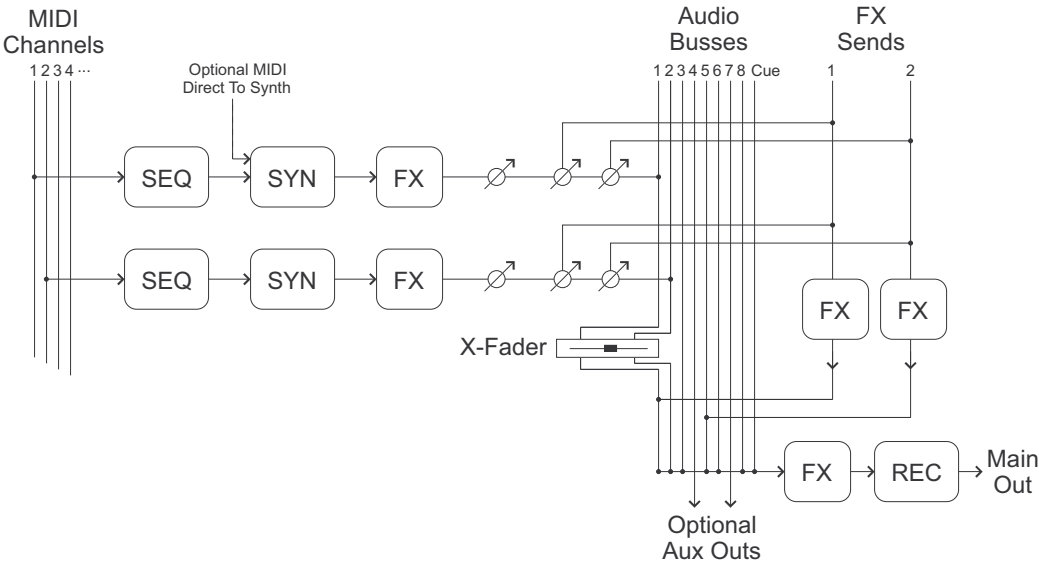 MIDI
Channels
1 2 3 4 ...
Optional MIDI
Direct To Synth
Audio
Busses
1 2 3 4 5 6 7 8 Cue
FX
Sends
1 2
SEQ SYN FX
SEQ SYN FX
FX FX
X-Fader
FX REC
Main
Out
Optional
Aux Outs